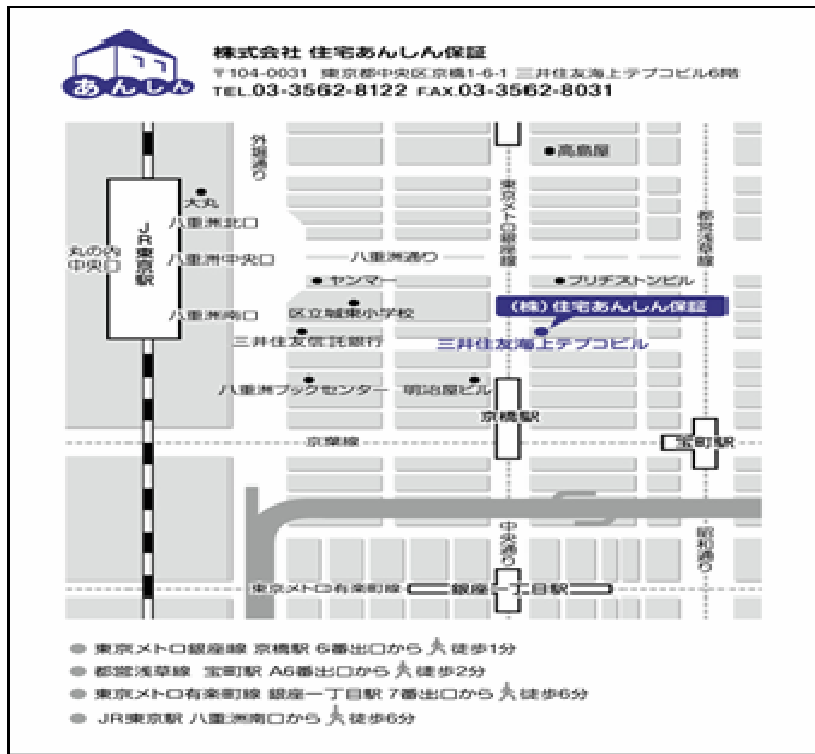 あんしん
株式会社 住宅あんしん保証
〒104-0031 東京都中央区京橋1-6-1 三井住友海上テプコビル6階
TEL.03-3562-8122 FAX.03-3562-8031
外堀通り
高島屋
大丸
JR東京駅
八重洲北口
東京メトロ銀座線
都営浅草線
丸の内
中央口
八重洲中央口
八重洲通り
ヤンマー
ブリヂストンビル
八重洲南口
区立城東小学校
(株)住宅あんしん保証
三井住友信託銀行
三井住友海上テプコビル
八重洲ブックセンター
明治屋ビル
京橋駅
京葉線
宝町駅
中央通り
昭和通り
東京メトロ有楽町線
銀座一丁目駅
東京メトロ銀座線 京橋駅 6番出口から 徒歩1分
都営浅草線 宝町駅 A6番出口から 徒歩2分
東京メトロ有楽町線 銀座一丁目駅 7番出口から 徒歩6分
JR東京駅 八重洲南口から 徒歩6分